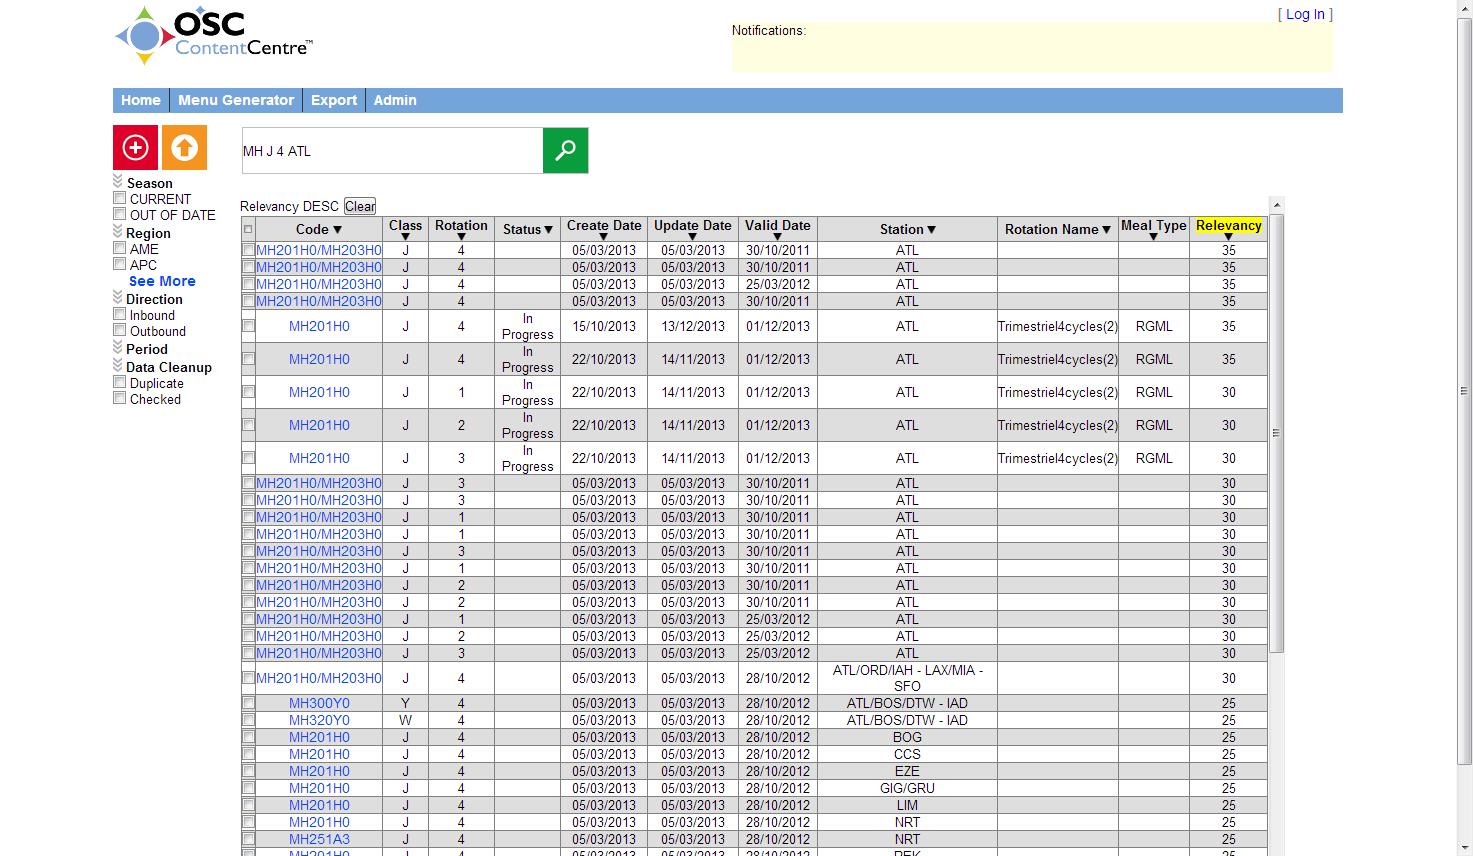 OSC
ContentCentre™
[ Log In ]
Notifications:
Home Menu Generator Export Admin
MH J 4 ATL
Season
CURRENT
OUT OF DATE
Region
AME
APC
See More
Direction
Inbound
Outbound
Period
Data Cleanup
Duplicate
Checked
Relevancy DESC Clear
Code ▼ Class ▼ Rotation ▼ Status ▼ Create Date ▼ Update Date ▼ Valid Date ▼ Station ▼ Rotation Name ▼ Meal Type ▼ Relevancy ▼
MH201H0/MH203H0 J 4 05/03/2013 05/03/2013 30/10/2011 ATL 35
MH201H0/MH203H0 J 4 05/03/2013 05/03/2013 30/10/2011 ATL 35
MH201H0/MH203H0 J 4 05/03/2013 05/03/2013 25/03/2012 ATL 35
MH201H0/MH203H0 J 4 05/03/2013 05/03/2013 30/10/2011 ATL 35
MH201H0 J 4 In Progress 15/10/2013 13/12/2013 01/12/2013 ATL Trimestriel4cycles(2) RGML 35
MH201H0 J 4 In Progress 22/10/2013 14/11/2013 01/12/2013 ATL Trimestriel4cycles(2) RGML 35
MH201H0 J 1 In Progress 22/10/2013 14/11/2013 01/12/2013 ATL Trimestriel4cycles(2) RGML 30
MH201H0 J 2 In Progress 22/10/2013 14/11/2013 01/12/2013 ATL Trimestriel4cycles(2) RGML 30
MH201H0 J 3 In Progress 22/10/2013 14/11/2013 01/12/2013 ATL Trimestriel4cycles(2) RGML 30
MH201H0/MH203H0 J 3 05/03/2013 05/03/2013 30/10/2011 ATL 30
MH201H0/MH203H0 J 3 05/03/2013 05/03/2013 30/10/2011 ATL 30
MH201H0/MH203H0 J 1 05/03/2013 05/03/2013 30/10/2011 ATL 30
MH201H0/MH203H0 J 1 05/03/2013 05/03/2013 30/10/2011 ATL 30
MH201H0/MH203H0 J 3 05/03/2013 05/03/2013 30/10/2011 ATL 30
MH201H0/MH203H0 J 1 05/03/2013 05/03/2013 30/10/2011 ATL 30
MH201H0/MH203H0 J 2 05/03/2013 05/03/2013 30/10/2011 ATL 30
MH201H0/MH203H0 J 2 05/03/2013 05/03/2013 30/10/2011 ATL 30
MH201H0/MH203H0 J 1 05/03/2013 05/03/2013 25/03/2012 ATL 30
MH201H0/MH203H0 J 2 05/03/2013 05/03/2013 25/03/2012 ATL 30
MH201H0/MH203H0 J 3 05/03/2013 05/03/2013 25/03/2012 ATL 30
MH201H0/MH203H0 J 4 05/03/2013 05/03/2013 28/10/2012 ATL/ORD/IAH - LAX/MIA - SFO 30
MH300Y0 Y 4 05/03/2013 05/03/2013 28/10/2012 ATL/BOS/DTW - IAD 25
MH320Y0 W 4 05/03/2013 05/03/2013 28/10/2012 ATL/BOS/DTW - IAD 25
MH201H0 J 4 05/03/2013 05/03/2013 28/10/2012 BOG 25
MH201H0 J 4 05/03/2013 05/03/2013 28/10/2012 CCS 25
MH201H0 J 4 05/03/2013 05/03/2013 28/10/2012 EZE 25
MH201H0 J 4 05/03/2013 05/03/2013 28/10/2012 GIG/GRU 25
MH201H0 J 4 05/03/2013 05/03/2013 28/10/2012 LIM 25
MH201H0 J 4 05/03/2013 05/03/2013 28/10/2012 NRT 25
MH251A3 J 4 05/03/2013 05/03/2013 28/10/2012 NRT 25
MH201H0 J 4 05/03/2013 05/03/2013 28/10/2012 PEK 25